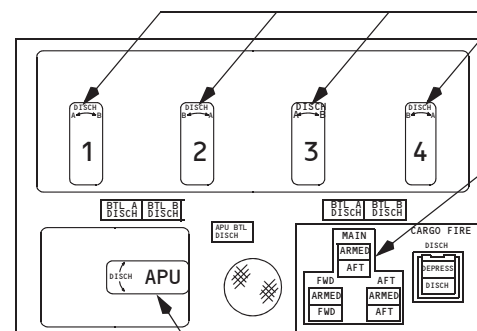 DISCH DISCH DISCH DISCH
A B B A A B B A
1 2 3 4
BTL A BTL B BTL A BTL B
DISCH DISCH DISCH DISCH
APU BTL
DISCH
MAIN
ARMED
AFT
CARGO FIRE
DISCH
DEPRESS
DISCH
DISCH APU
FWD AFT
ARMED ARMED
FWD AFT